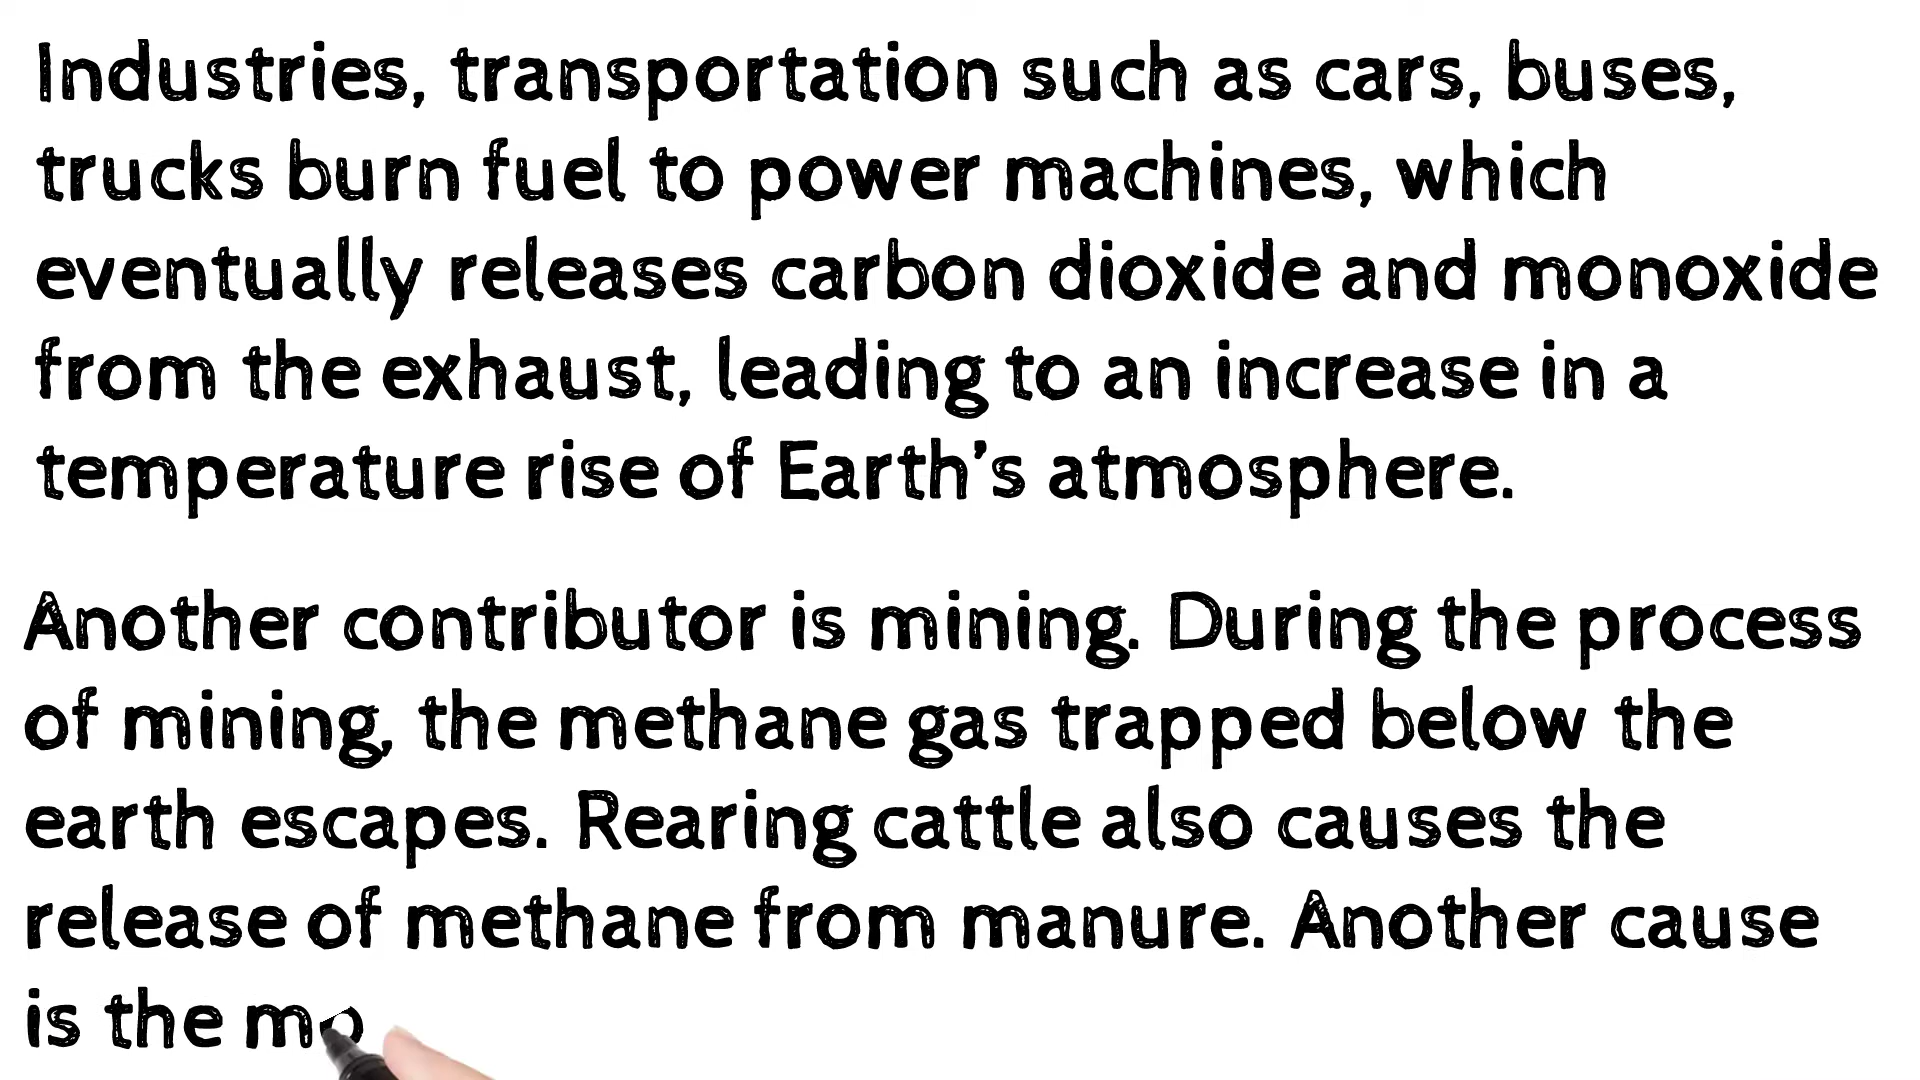 Industries, transportation such as cars, buses,
trucks burn fuel to power machines, which
eventually releases carbon dioxide and monoxide
from the exhaust, leading to an increase in a
temperature rise of Earth's atmosphere.
Another contributor is mining. During the process
of mining, the methane gas trapped below the
earth escapes. Rearing cattle also causes the
release of methane from manure. Another cause
is the mo